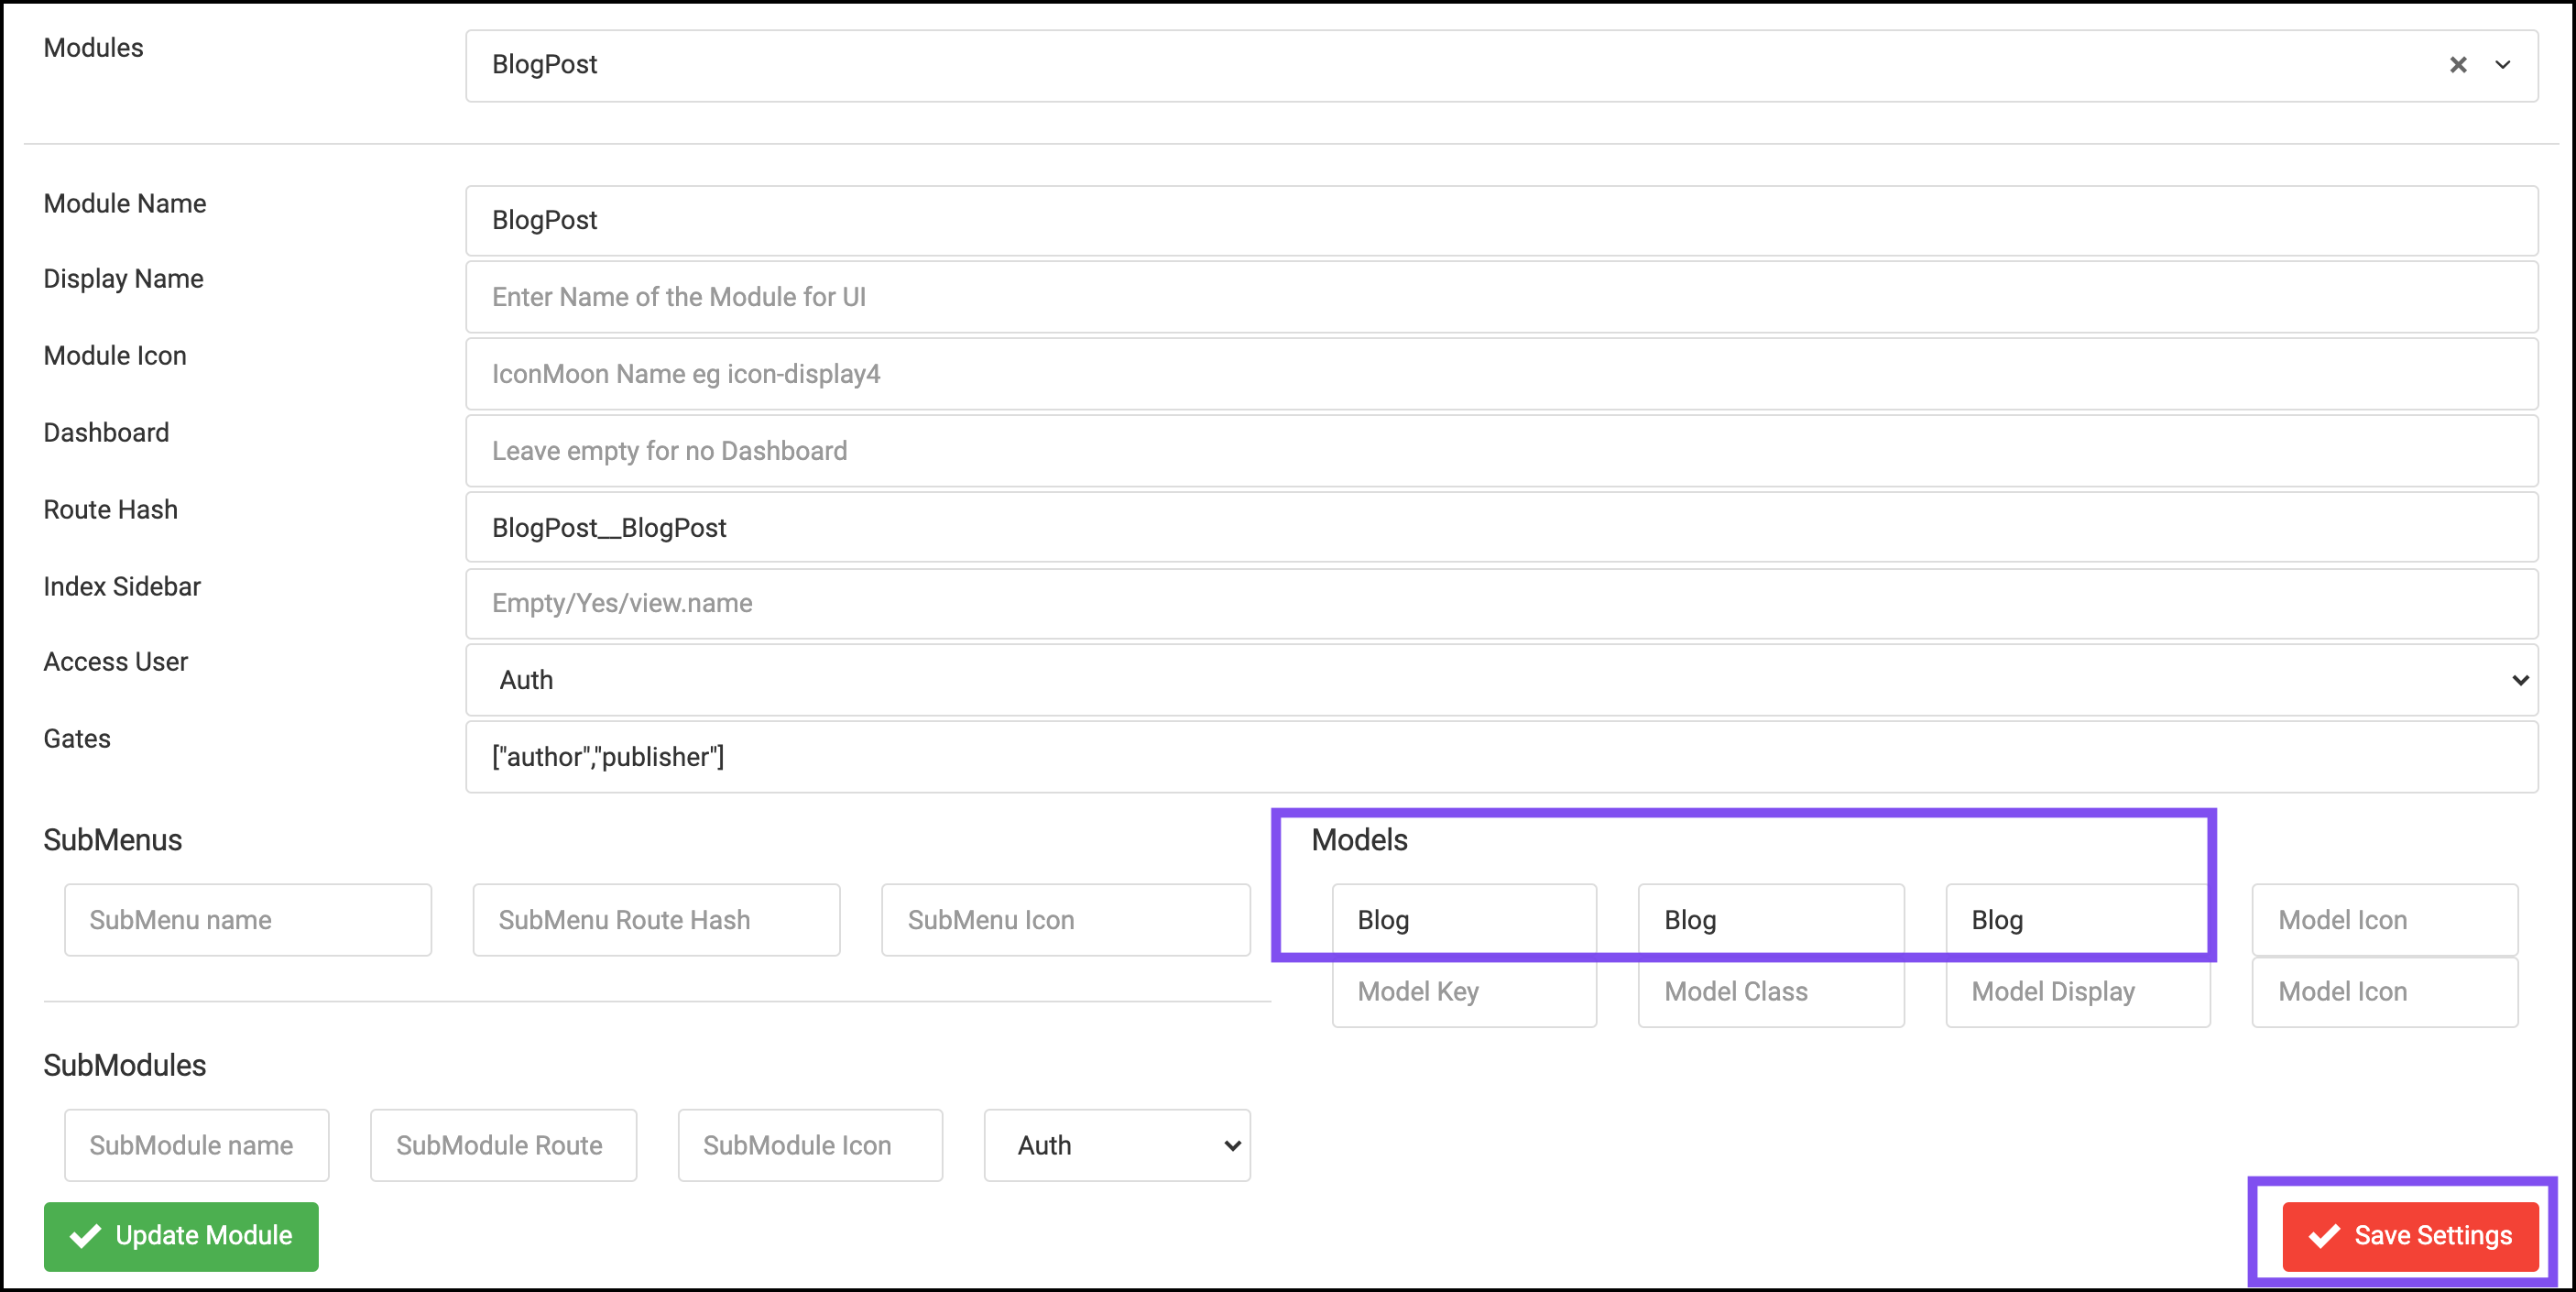 Modules
BlogPost
Module Name
BlogPost
Display Name
Enter Name of the Module for UI
Module Icon
IconMoon Name eg icon-display4
Dashboard
Leave empty for no Dashboard
Route Hash
BlogPost__BlogPost
Index Sidebar
Empty/Yes/view.name
Access User
Auth
Gates
["author","publisher"]
SubMenus
SubMenu name SubMenu Route Hash SubMenu Icon
Models
Blog Blog Blog Model Icon
Model Key Model Class Model Display Model Icon
SubModules
SubModule name SubModule Route SubModule Icon Auth
Update Module
Save Settings